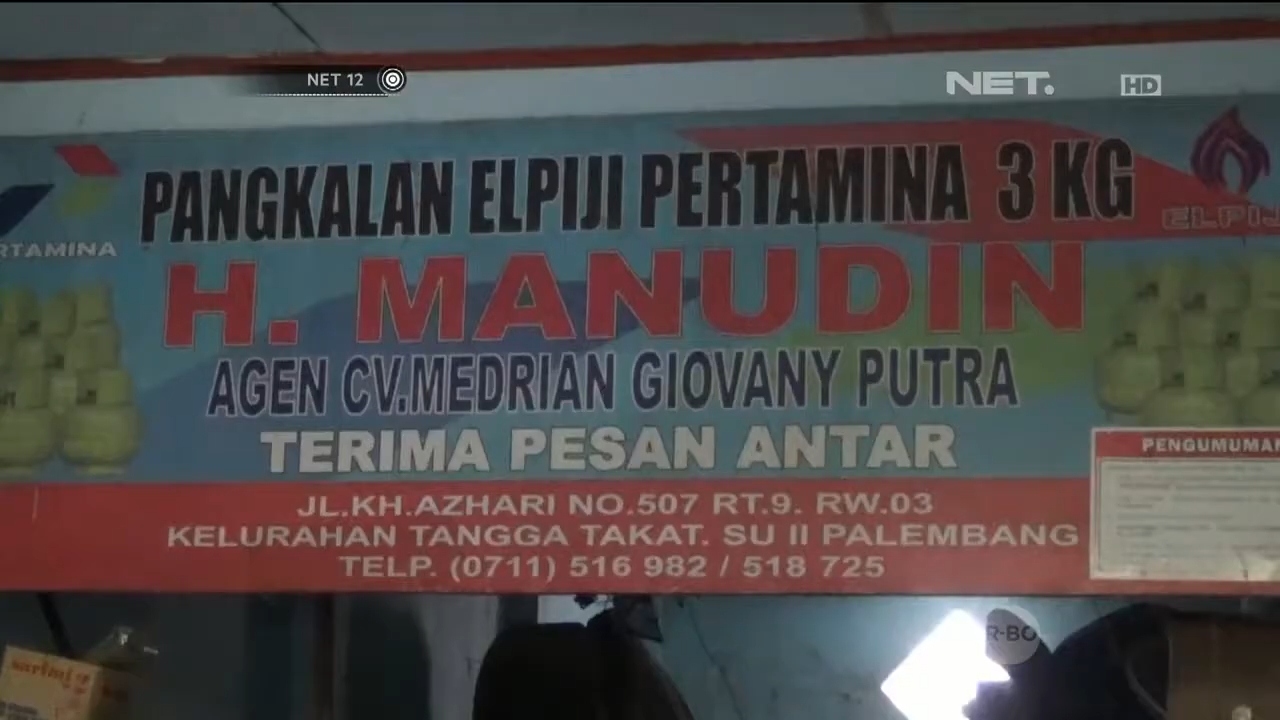 NET 12
NET.
HD
PANGKALAN ELPIJI PERTAMINA 3 KG
ELPIJ
RTAMINA
H. MANUDIN
AGEN CV.MEDRIAN GIOVANY PUTRA
TERIMA PESAN ANTAR
PENGUMUMAN
JL.KH.AZHARI NO.507 RT.9. RW.03
KELURAHAN TANGGA TAKAT. SU II PALEMBANG
TELP. (0711) 516 982 / 518 725
R-BO